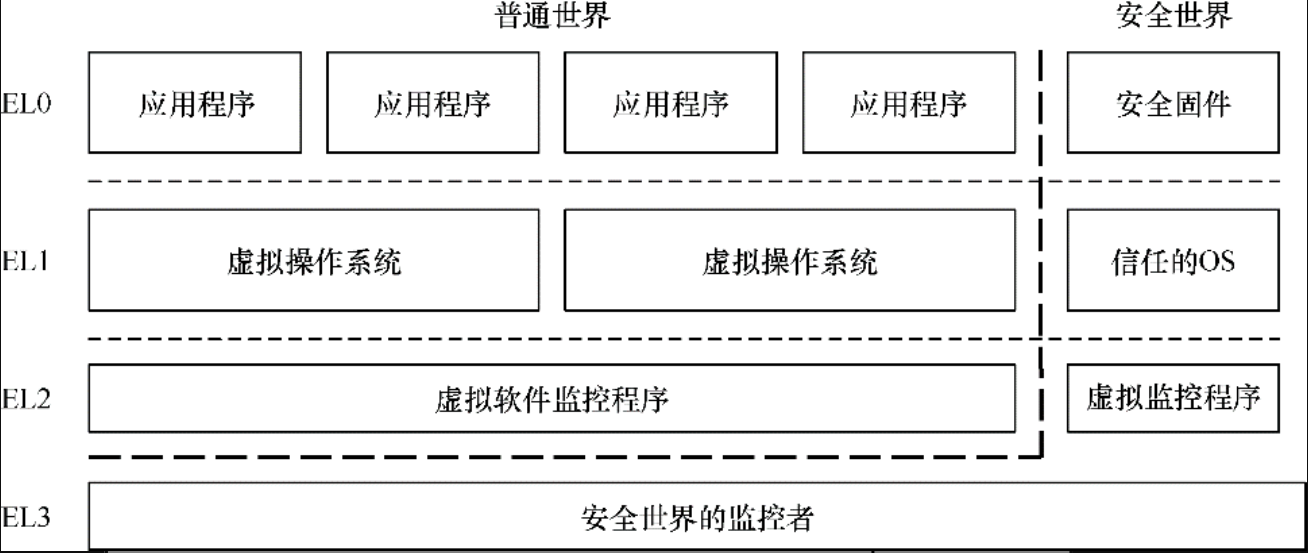 普通世界 安全世界
EL0 应用程序 应用程序 应用程序 应用程序 安全固件
EL1 虚拟操作系统 虚拟操作系统 信任的OS
EL2 虚拟软件监控程序 虚拟监控程序
EL3 安全世界的监控者